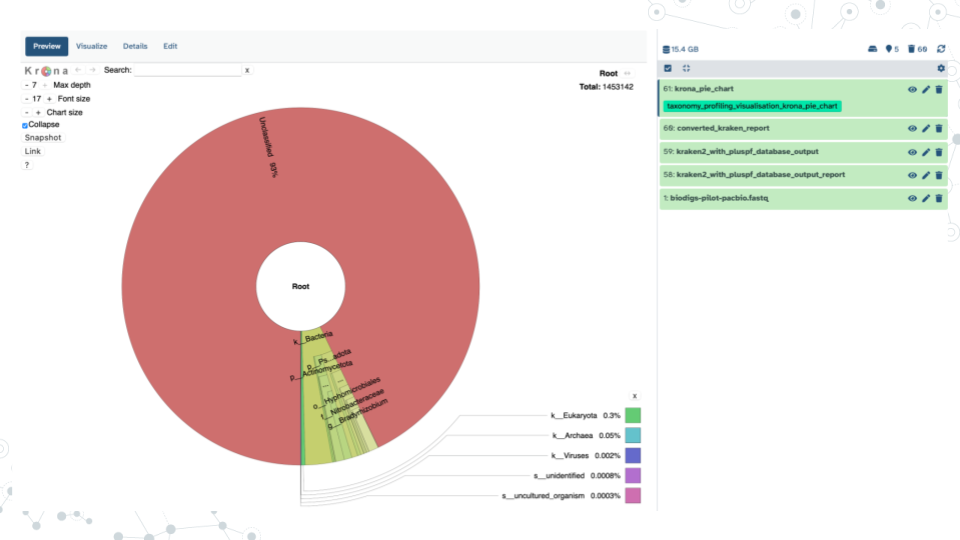 Preview Visualize Details Edit
Krona Search: x
- 7 + Max depth
- 17 + Font size
- + Chart size
Collapse
Snapshot
Link
?
Root
Total: 1453142
Unclassified 93%
Root
k__Bacteria
p__Ps...adota
p__Actinomycetota
o__Hyphomicrobiales
f__Nitrobacteraceae
g__Bradyrhizobium
x
k__Eukaryota 0.3%
k__Archaea 0.05%
k__Viruses 0.002%
s__unidentified 0.0008%
s__uncultured_organism 0.0003%
15.4 GB 5 60
61: krona_pie_chart
taxonomy_profiling_visualisation_krona_pie_chart
60: converted_kraken_report
59: kraken2_with_pluspf_database_output
58: kraken2_with_pluspf_database_output_report
1: biodigs-pilot-pacbio.fastq